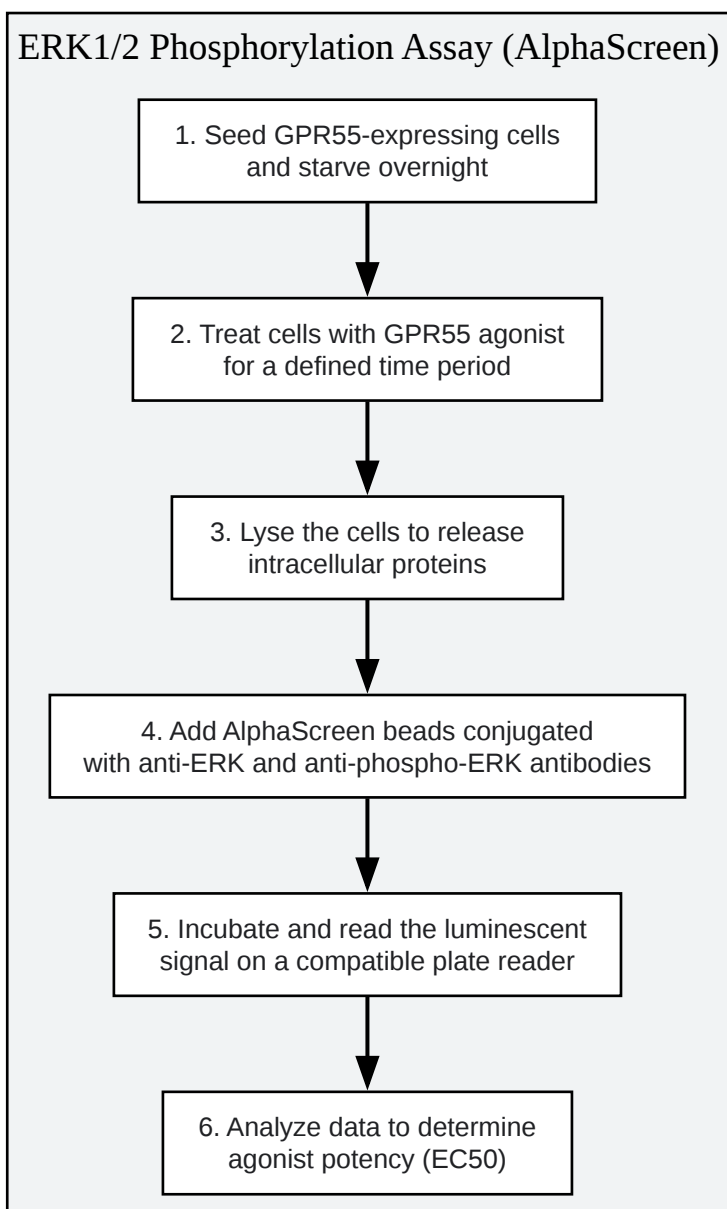 ERK1/2 Phosphorylation Assay (AlphaScreen)
1. Seed GPR55-expressing cells
and starve overnight
2. Treat cells with GPR55 agonist
for a defined time period
3. Lyse the cells to release
intracellular proteins
4. Add AlphaScreen beads conjugated
with anti-ERK and anti-phospho-ERK antibodies
5. Incubate and read the luminescent
signal on a compatible plate reader
6. Analyze data to determine
agonist potency (EC50)